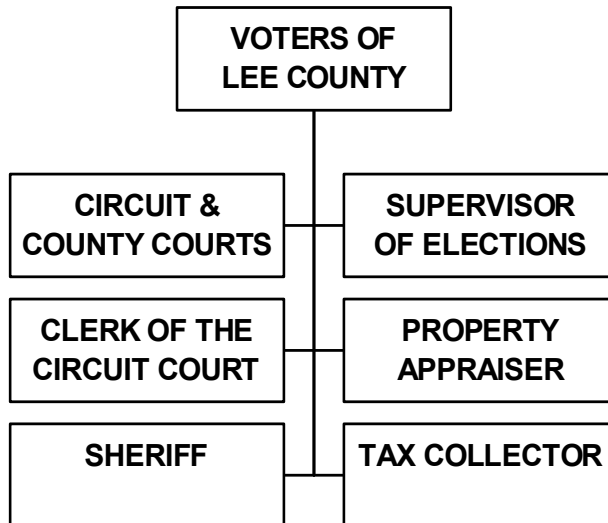 VOTERS OF
LEE COUNTY
CIRCUIT &
COUNTY COURTS
SUPERVISOR
OF ELECTIONS
CLERK OF THE
CIRCUIT COURT
PROPERTY
APPRAISER
SHERIFF
TAX COLLECTOR